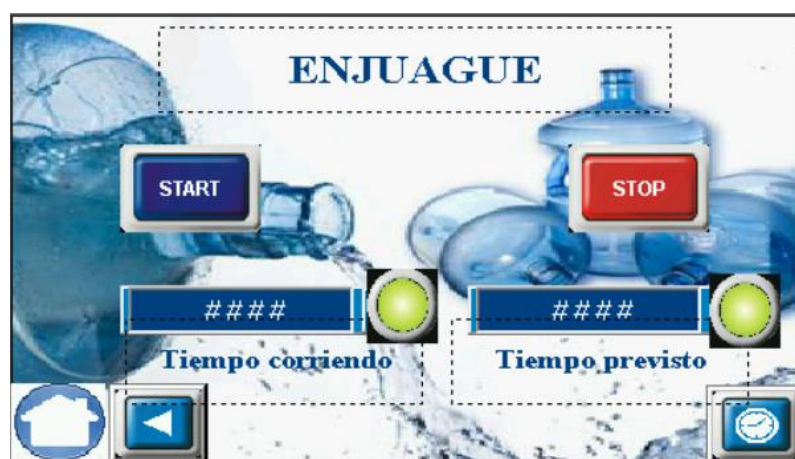 ENJUAGUE
START
STOP
####
####
Tiempo corriendo
Tiempo previsto